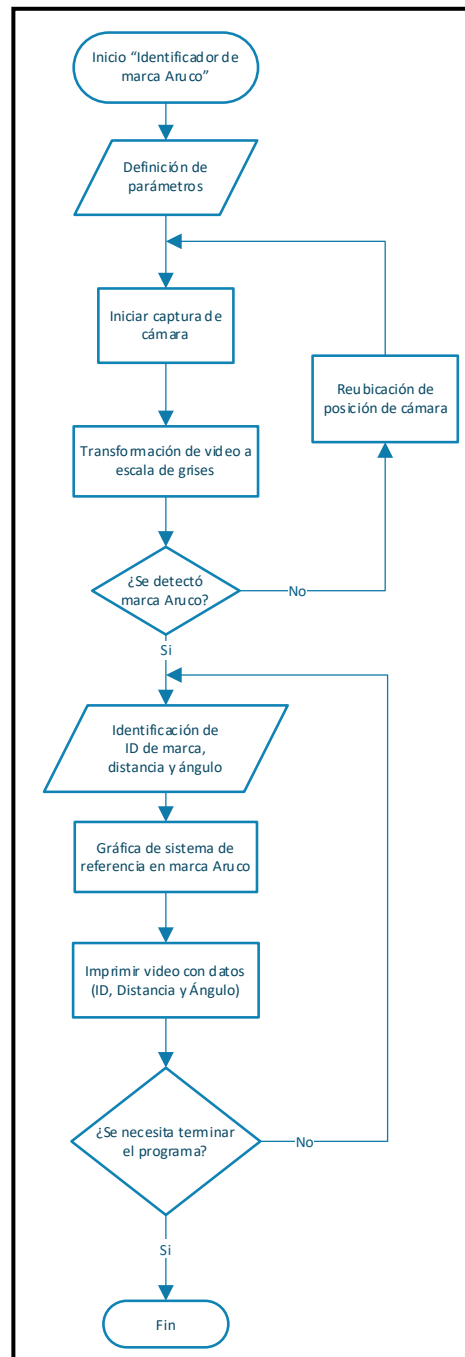 Inicio “Identificador de
marca Aruco”
Definición de
parámetros
Iniciar captura de
cámara
Reubicación de
posición de cámara
Transformación de video a
escala de grises
¿Se detectó
marca Aruco?
No
Si
Identificación de
ID de marca,
distancia y ángulo
Gráfica de sistema de
referencia en marca Aruco
Imprimir video con datos
(ID, Distancia y Ángulo)
¿Se necesita terminar
el programa?
No
Si
Fin